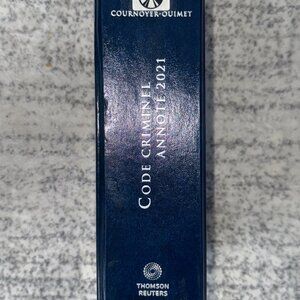 COURNOYER-OUIMET
CODE CRIMINEL
ANNOTÉ 2021
THOMSON
REUTERS